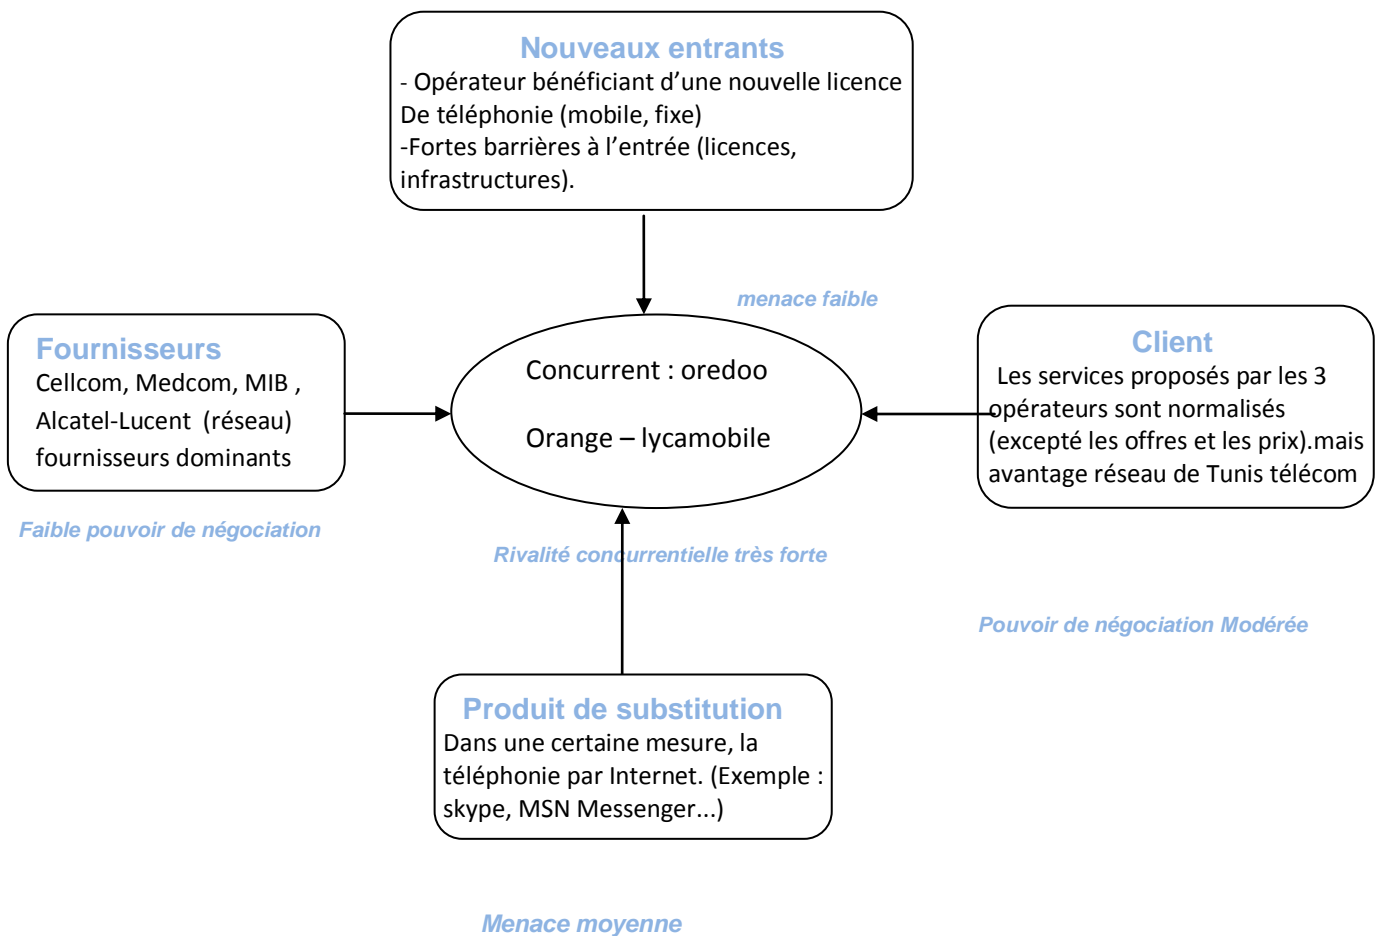 Nouveaux entrants
- Opérateur bénéficiant d’une nouvelle licence
De téléphonie (mobile, fixe)
-Fortes barrières à l’entrée (licences,
infrastructures).
menace faible
Fournisseurs
Cellcom, Medcom, MIB ,
Alcatel-Lucent (réseau)
fournisseurs dominants
Faible pouvoir de négociation
Concurrent : oredoo
Orange – lycamobile
Rivalité concurrentielle très forte
Client
Les services proposés par les 3
opérateurs sont normalisés
(excepté les offres et les prix).mais
avantage réseau de Tunis télécom
Pouvoir de négociation Modérée
Produit de substitution
Dans une certaine mesure, la
téléphonie par Internet. (Exemple :
skype, MSN Messenger...)
Menace moyenne